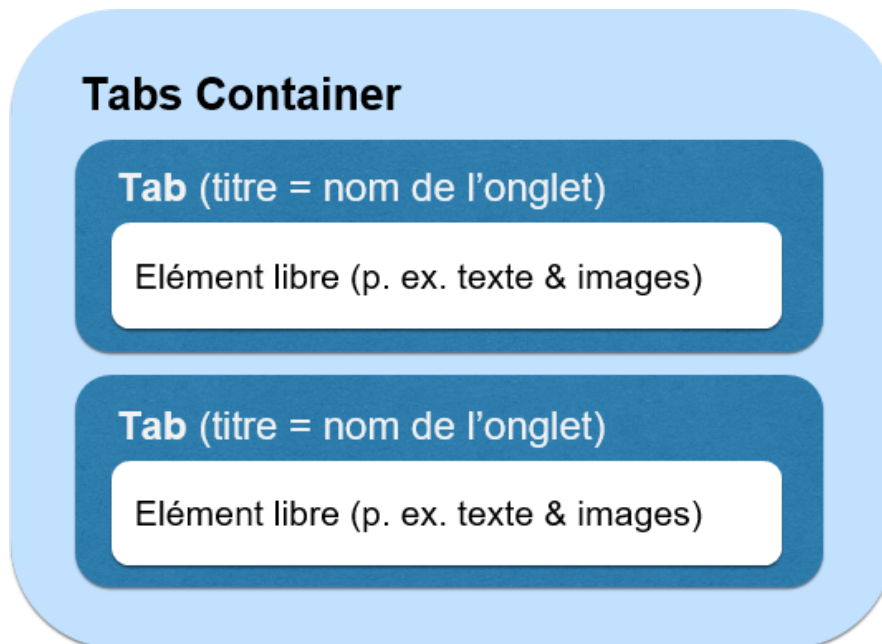 Tabs Container
Tab (titre = nom de l’onglet)
Elément libre (p. ex. texte & images)
Tab (titre = nom de l’onglet)
Elément libre (p. ex. texte & images)